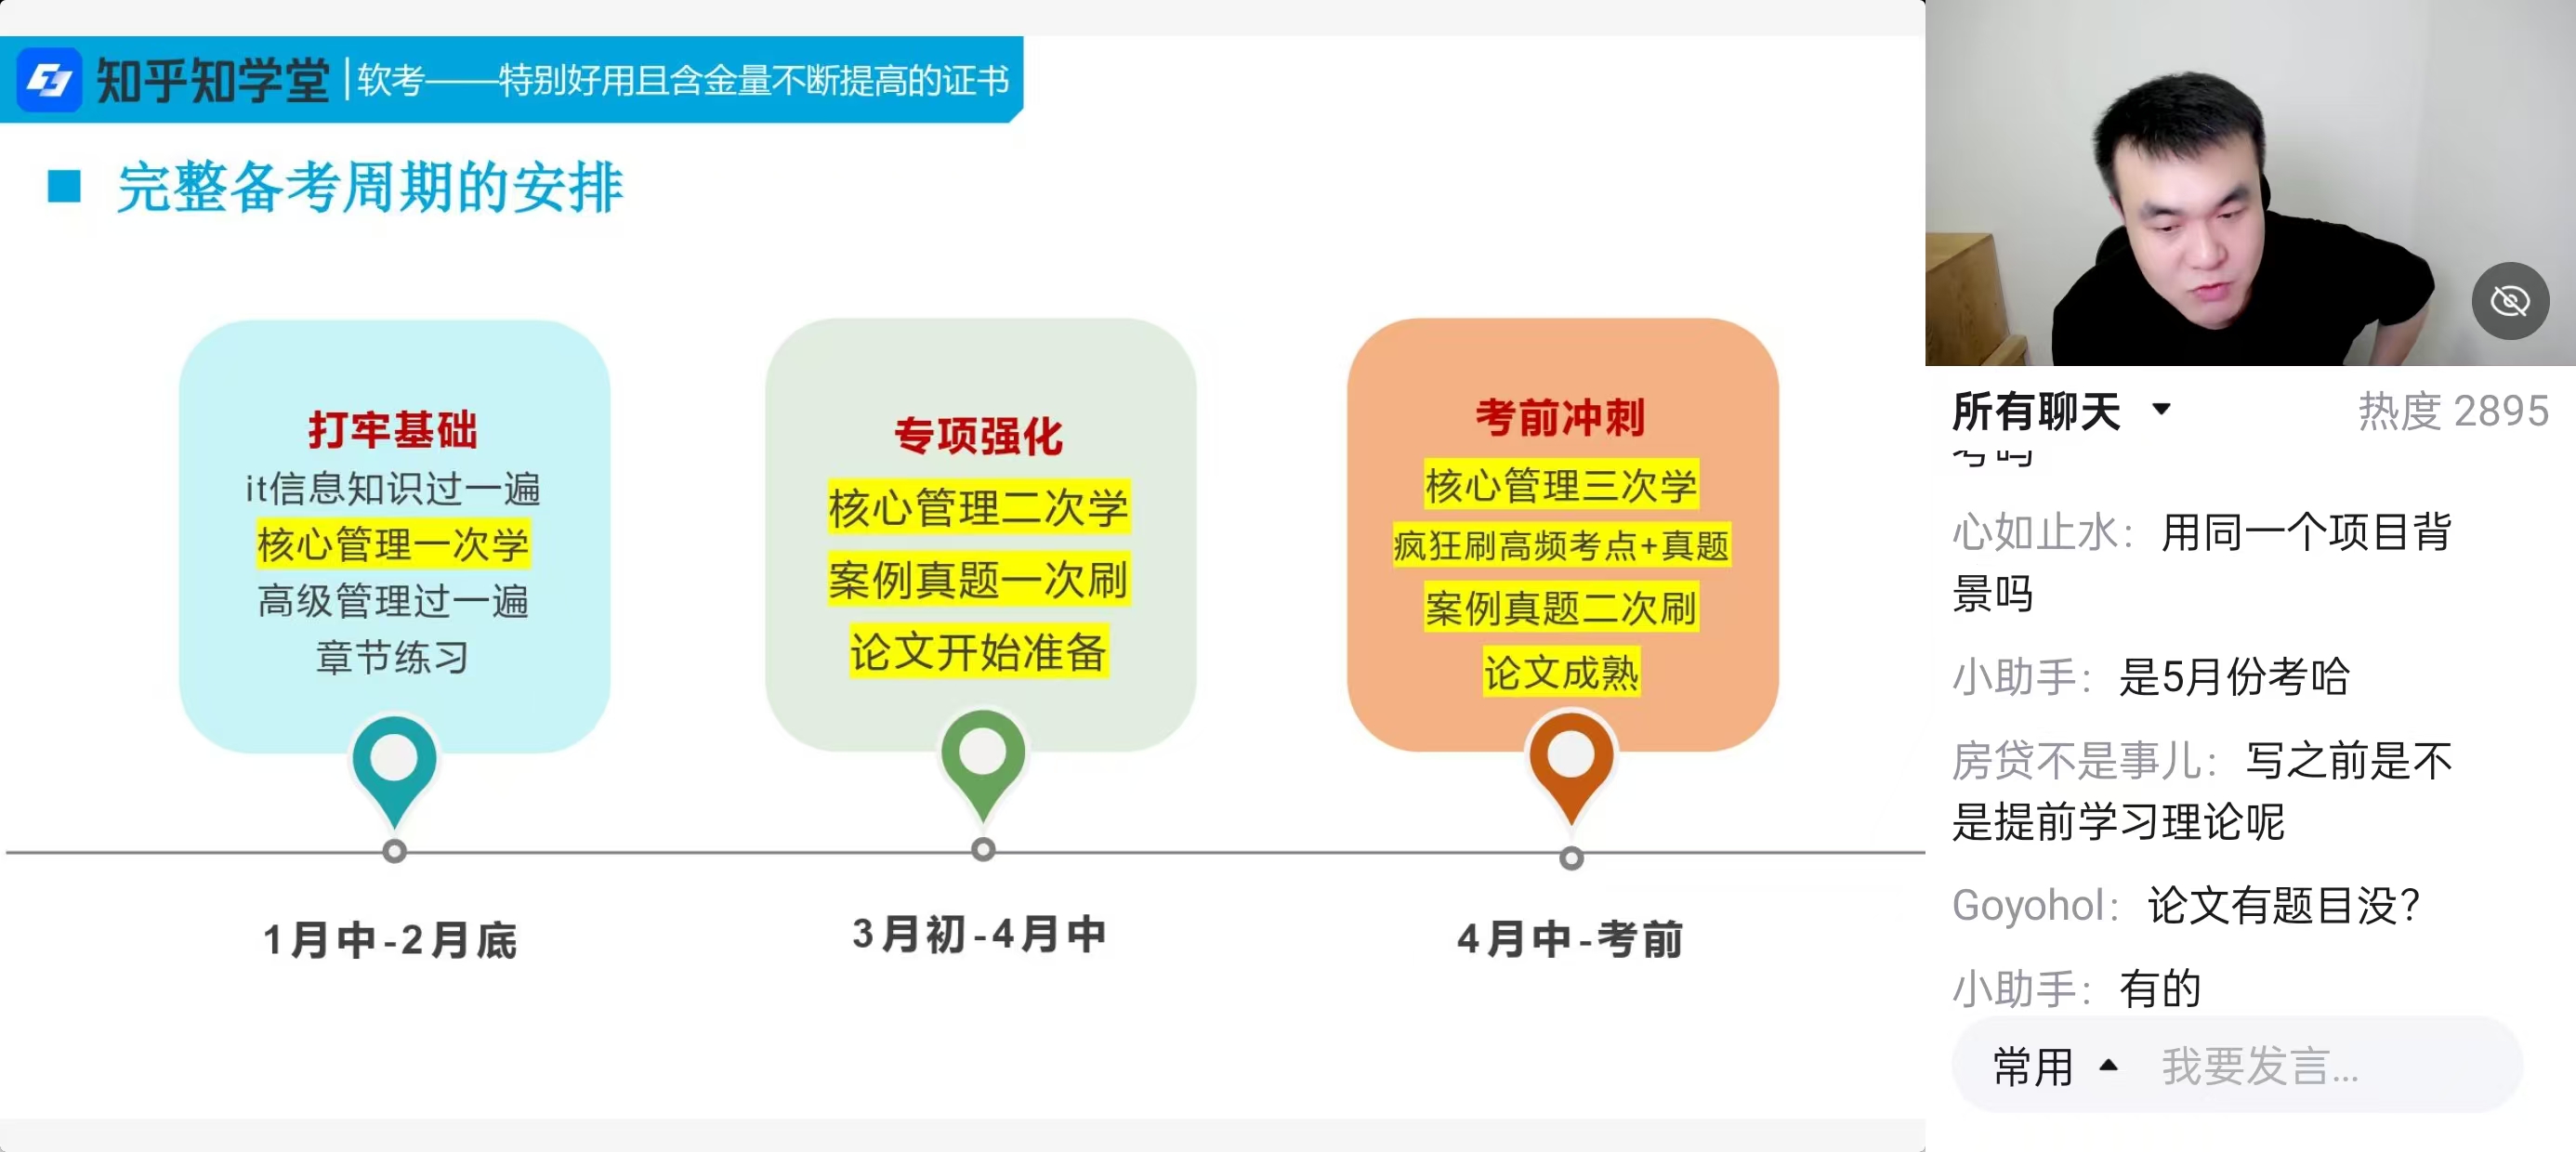 知乎知学堂|软考——特别好用且含金量不断提高的证书
■ 完整备考周期的安排
打牢基础
it信息知识过一遍
核心管理一次学
高级管理过一遍
章节练习
1月中-2月底
专项强化
核心管理二次学
案例真题一次刷
论文开始准备
3月初-4月中
考前冲刺
核心管理三次学
疯狂刷高频考点+真题
案例真题二次刷
论文成熟
4月中-考前
所有聊天 热度 2895
心如止水：用同一个项目背
景吗
小助手：是5月份考哈
房贷不是事儿：写之前是不
是提前学习理论呢
Goyohol：论文有题目没？
小助手：有的
常用 我要发言...